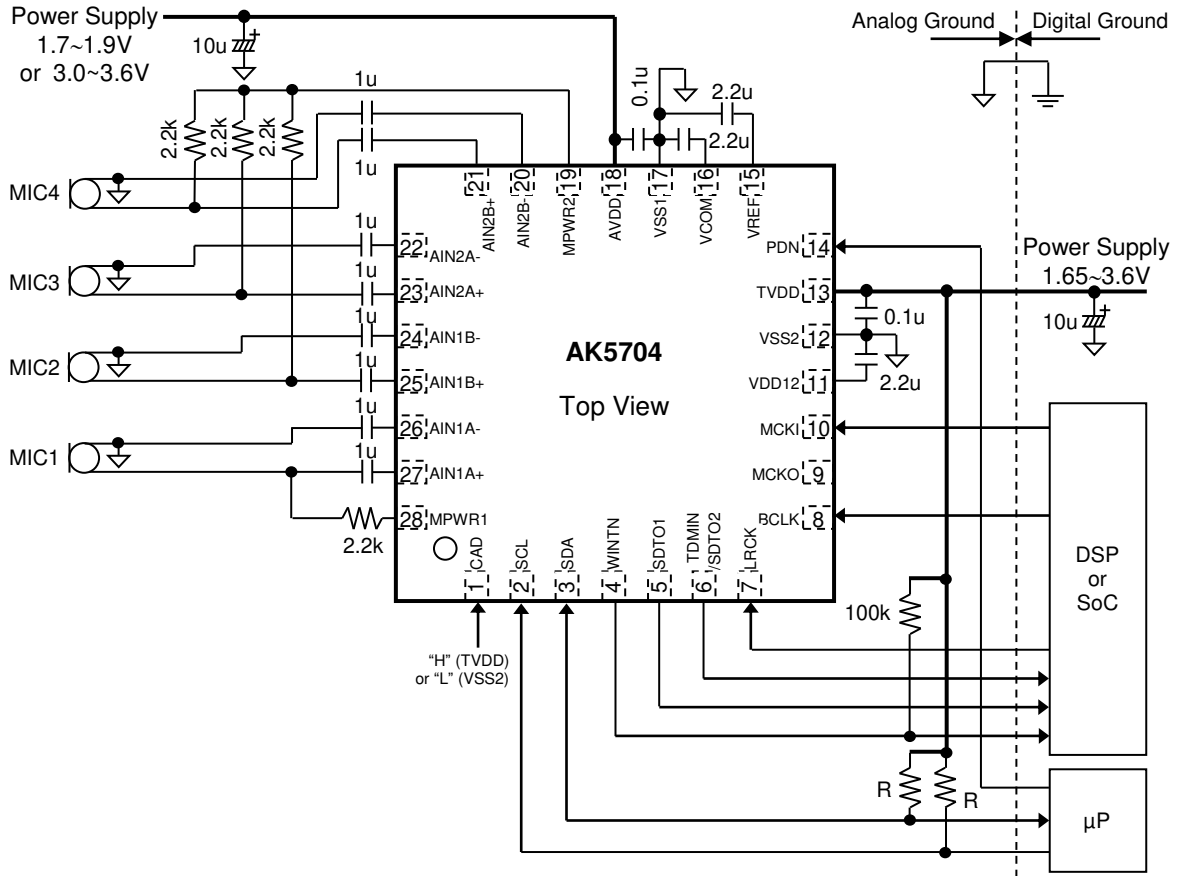 Power Supply
1.7~1.9V
or 3.0~3.6V
10u
+
Analog Ground
Digital Ground
1u
0.1u
2.2u
2.2u
2.2k
2.2k
2.2k
1u
MIC4
21
20
19
18
17
16
15
AIN2B+
AIN2B-
MPWR2
AVDD
VSS1
VCOM
VREF
1u
22
AIN2A-
PDN
14
Power Supply
1.65~3.6V
MIC3
1u
23
AIN2A+
TVDD
13
0.1u
10u
+
1u
24
AIN1B-
VSS2
12
AK5704
MIC2
1u
25
AIN1B+
VDD12
11
2.2u
Top View
1u
26
AIN1A-
MCKI
10
MIC1
1u
27
AIN1A+
MCKO
9
28
MPWR1
BCLK
8
2.2k
CAD
SCL
SDA
WINTN
SDTO1
TDMIN
/SDTO2
LRCK
1
2
3
4
5
6
7
DSP
or
SoC
100k
“H” (TVDD)
or “L” (VSS2)
R
R
µP